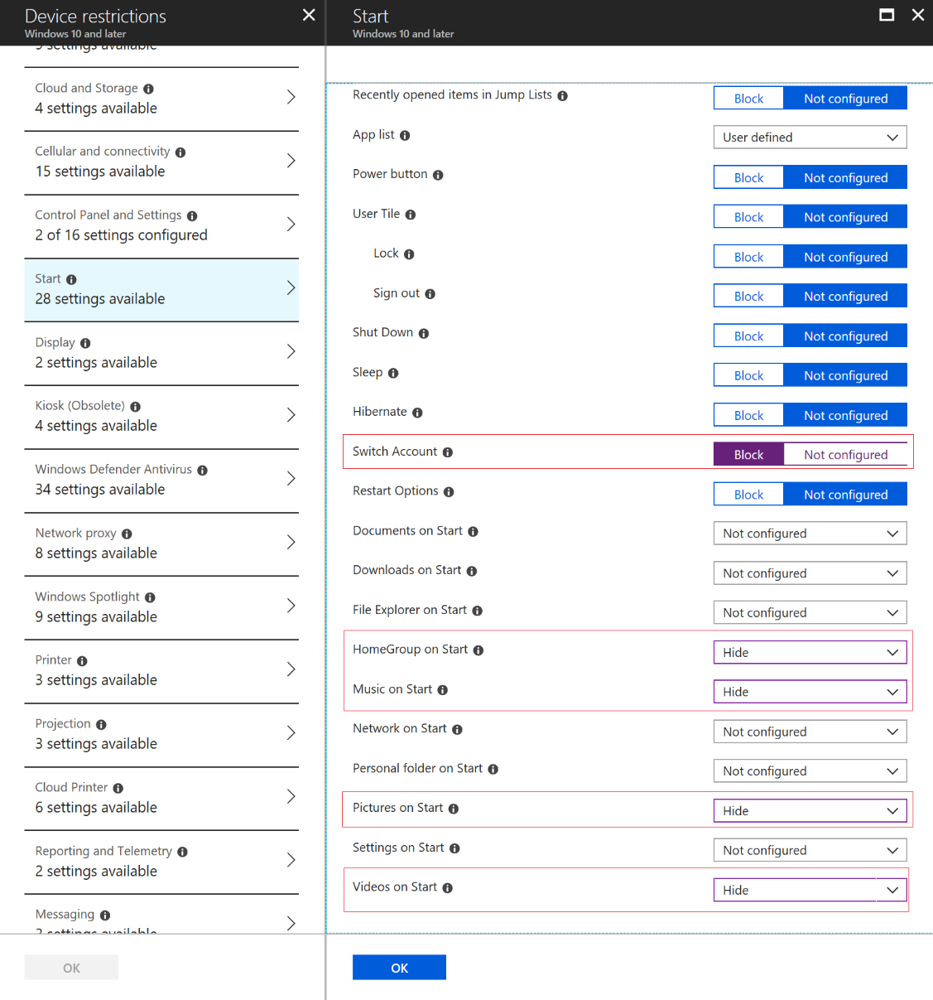 Device restrictions
Windows 10 and later
9 settings available
Cloud and Storage
4 settings available
Cellular and connectivity
15 settings available
Control Panel and Settings
2 of 16 settings configured
Start
28 settings available
Display
2 settings available
Kiosk (Obsolete)
4 settings available
Windows Defender Antivirus
34 settings available
Network proxy
8 settings available
Windows Spotlight
9 settings available
Printer
3 settings available
Projection
3 settings available
Cloud Printer
6 settings available
Reporting and Telemetry
2 settings available
Messaging
settings available
OK
Start
Windows 10 and later
Recently opened items in Jump Lists Block Not configured
App list User defined
Power button Block Not configured
User Tile Block Not configured
Lock Block Not configured
Sign out Block Not configured
Shut Down Block Not configured
Sleep Block Not configured
Hibernate Block Not configured
Switch Account Block Not configured
Restart Options Block Not configured
Documents on Start Not configured
Downloads on Start Not configured
File Explorer on Start Not configured
HomeGroup on Start Hide
Music on Start Hide
Network on Start Not configured
Personal folder on Start Not configured
Pictures on Start Hide
Settings on Start Not configured
Videos on Start Hide
OK